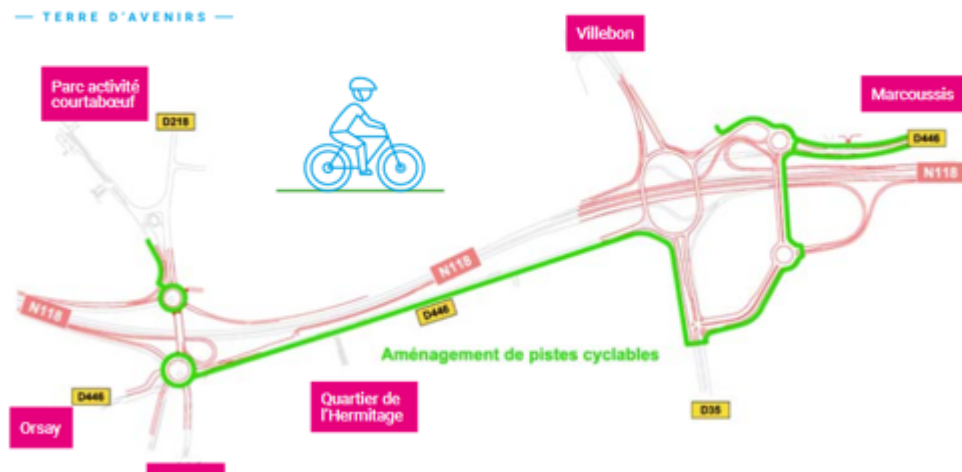 TERRE D'AVENIRS
Villebon
Parc activité
courtabœuf
Marcoussis
D218
D446
N118
N118
N118
D446
Aménagement de pistes cyclables
D446
Quartier de
l'Hermitage
D35
Orsay